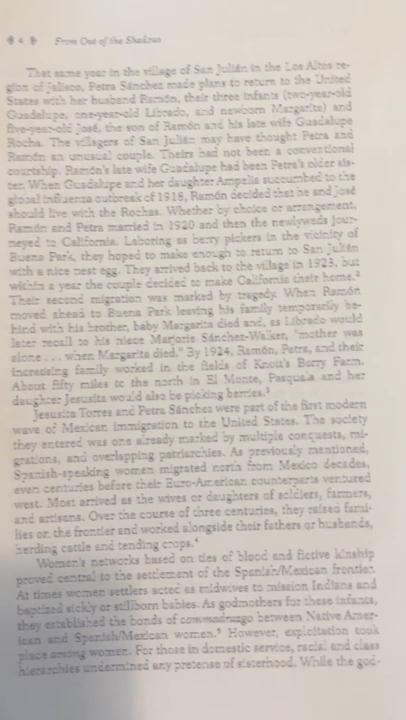 4 From Out of the Shadows
That same year in the village of San Julián in the Los Altos re-
gion of Jalisco, Petra Sánchez made plans to return to the United
States with her husband Ramón, their three infants (two-year-old
Guadalupe, one-year-old Librado, and newborn Margarita) and
five-year-old José, the son of Ramón and his late wife Guadalupe
Rocha. The villagers of San Julián may have thought Petra and
Ramón an unusual couple. Theirs had not been a conventional
courtship. Ramón's late wife Guadalupe had been Petra's older sis-
ter. When Guadalupe and her daughter Ampelia succumbed to the
global influenza outbreak of 1918, Ramón decided that he and José
should live with the Rochas. Whether by choice or arrangement,
Ramón and Petra married in 1920 and then the newlyweds jour-
neyed to California. Laboring as berry pickers in the vicinity of
Buena Park, they hoped to make enough to return to San Julián
with a nice nest egg. They arrived back to the village in 1923, but
within a year the couple decided to make California their home.²
Their second migration was marked by tragedy. When Ramón
moved ahead to Buena Park leaving his family temporarily be-
hind with his brother, baby Margarita died and, as Librado would
later recall to his niece Marjorie Sánchez-Walker, "mother was
alone . . . when Margarita died." By 1924, Ramón, Petra, and their
increasing family worked in the fields of Knott's Berry Farm.
About fifty miles to the north in El Monte, Pasquala and her
daughter Jesusita would also be picking berries.³
Jesusita Torres and Petra Sánchez were part of the first modern
wave of Mexican immigration to the United States. The society
they entered was one already marked by multiple conquests, mi-
grations, and overlapping patriarchies. As previously mentioned,
Spanish-speaking women migrated north from Mexico decades,
even centuries before their Euro-American counterparts ventured
west. Most arrived as the wives or daughters of soldiers, farmers,
and artisans. Over the course of three centuries, they raised fami-
lies on the frontier and worked alongside their fathers or husbands,
herding cattle and tending crops.⁴
Women's networks based on ties of blood and fictive kinship
proved central to the settlement of the Spanish/Mexican frontier.
At times women settlers acted as midwives to mission Indians and
baptized sickly or stillborn babies. As godmothers for these infants,
they established the bonds of commadrazgo between Native Amer-
ican and Spanish/Mexican women.⁵ However, exploitation took
place among women. For those in domestic service, racial and class
hierarchies undermined any pretense of sisterhood. While the god-